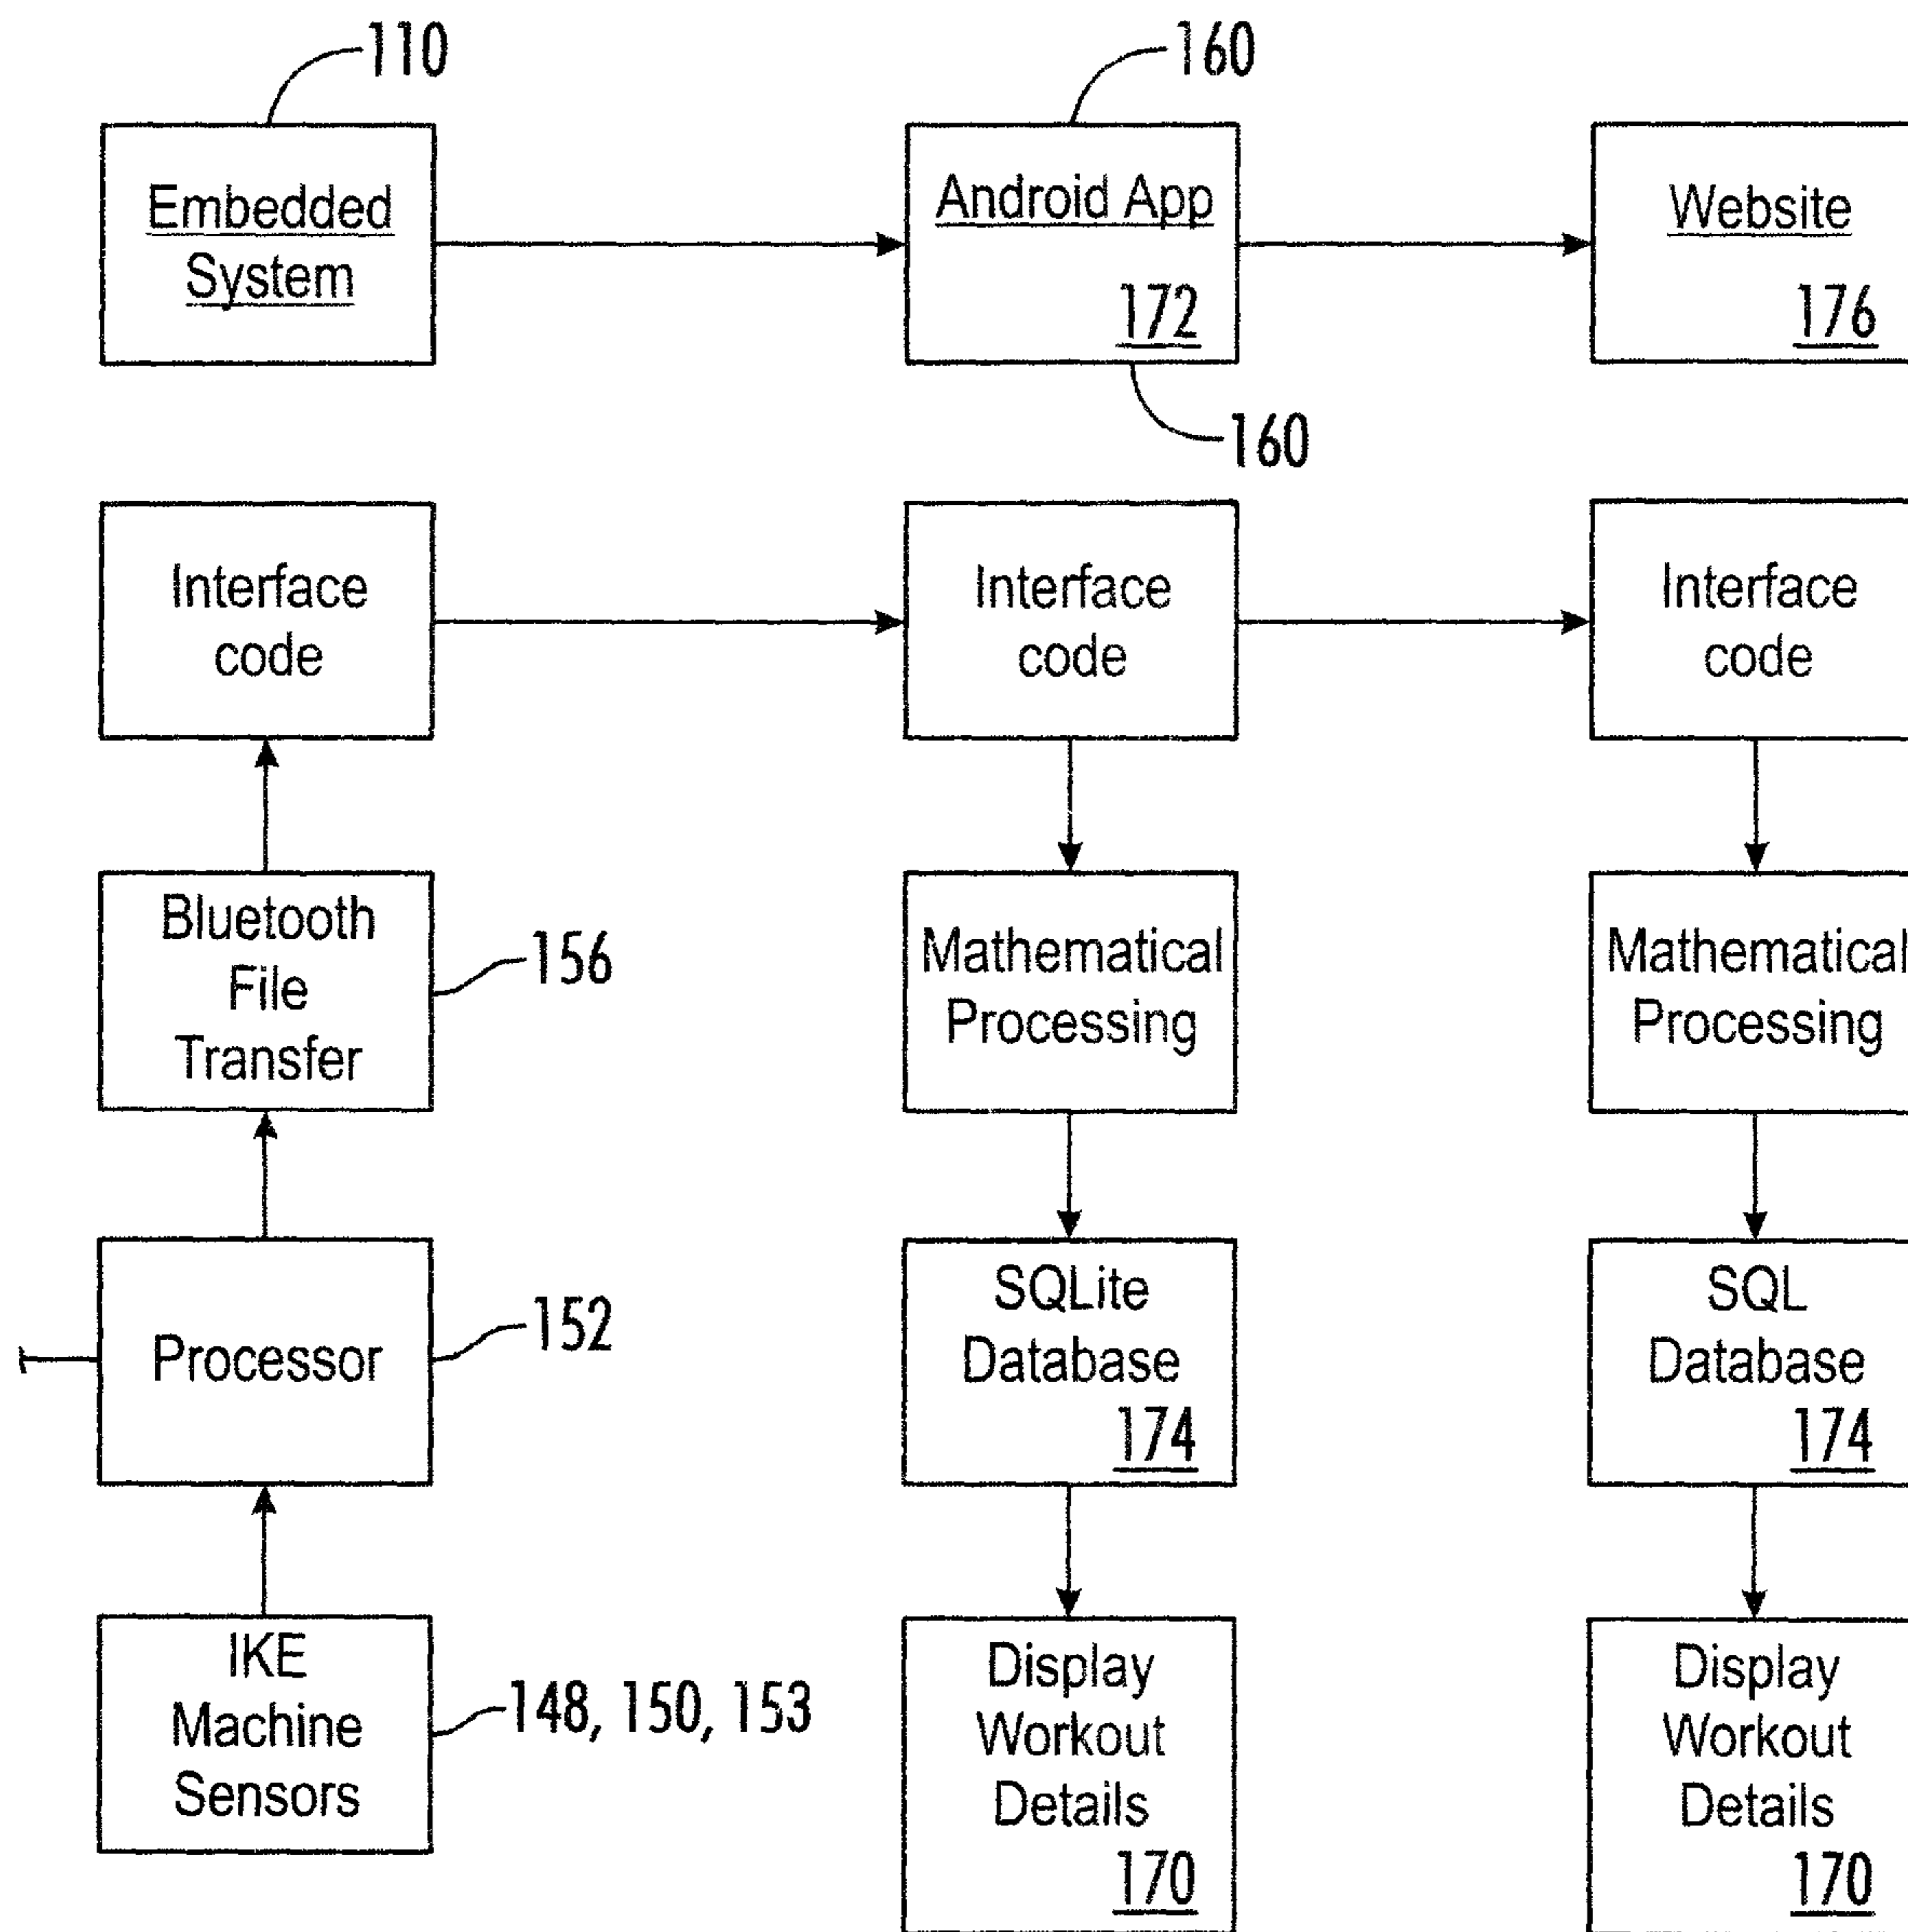 110
160
Embedded
System
Android App
172
Website
176
160
Interface
code
Interface
code
Interface
code
Bluetooth
File
Transfer
156
Mathematical
Processing
Mathematical
Processing
Processor
152
SQLite
Database
174
SQL
Database
174
IKE
Machine
Sensors
148, 150, 153
Display
Workout
Details
170
Display
Workout
Details
170